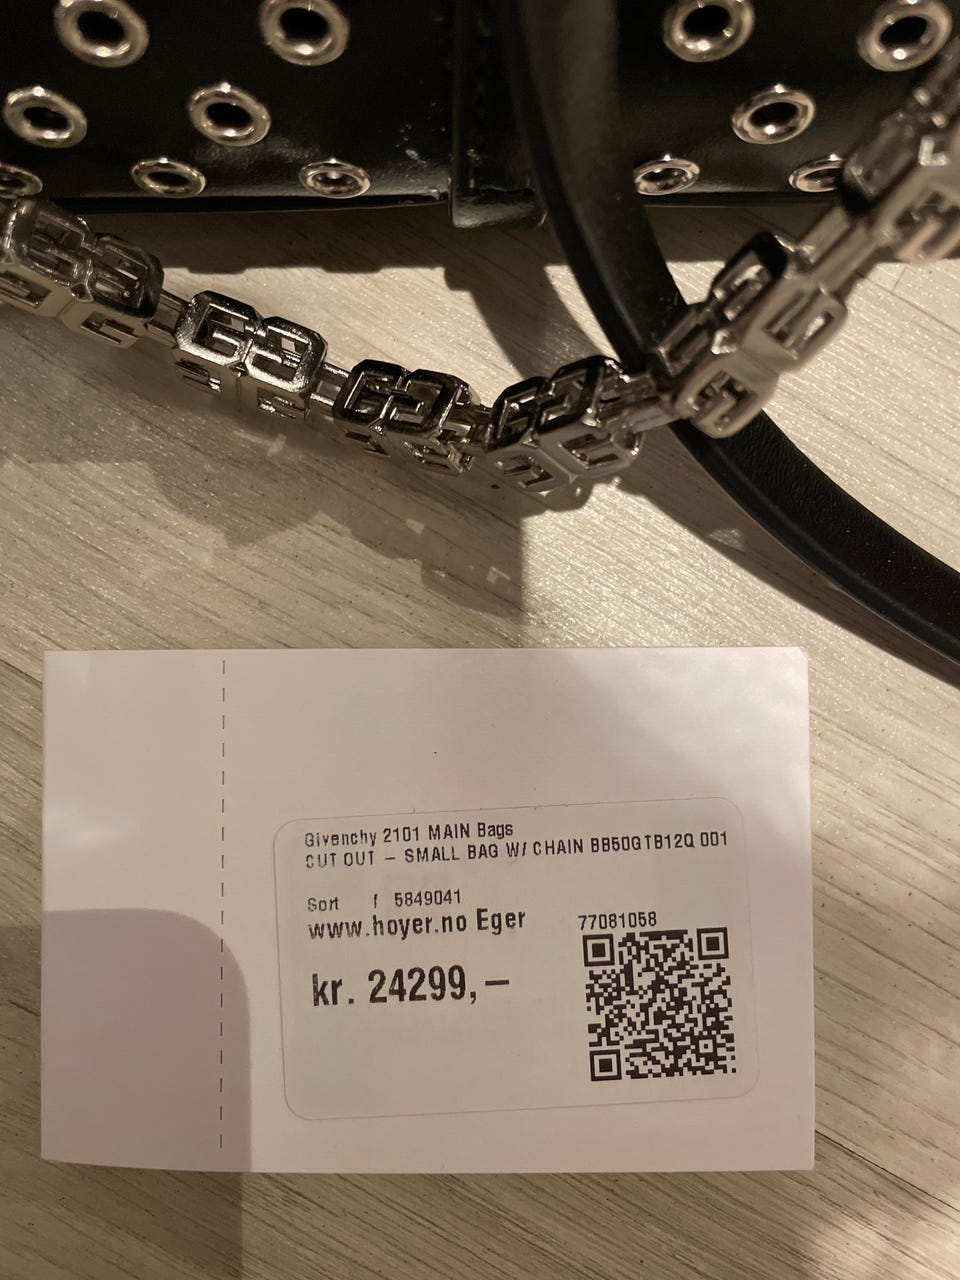 Givenchy 2101 MAIN Bags
CUT OUT – SMALL BAG W/ CHAIN BB50GTB12Q 001
Sort f 5849041
www.hoyer.no Eger
77081058
kr. 24299,–